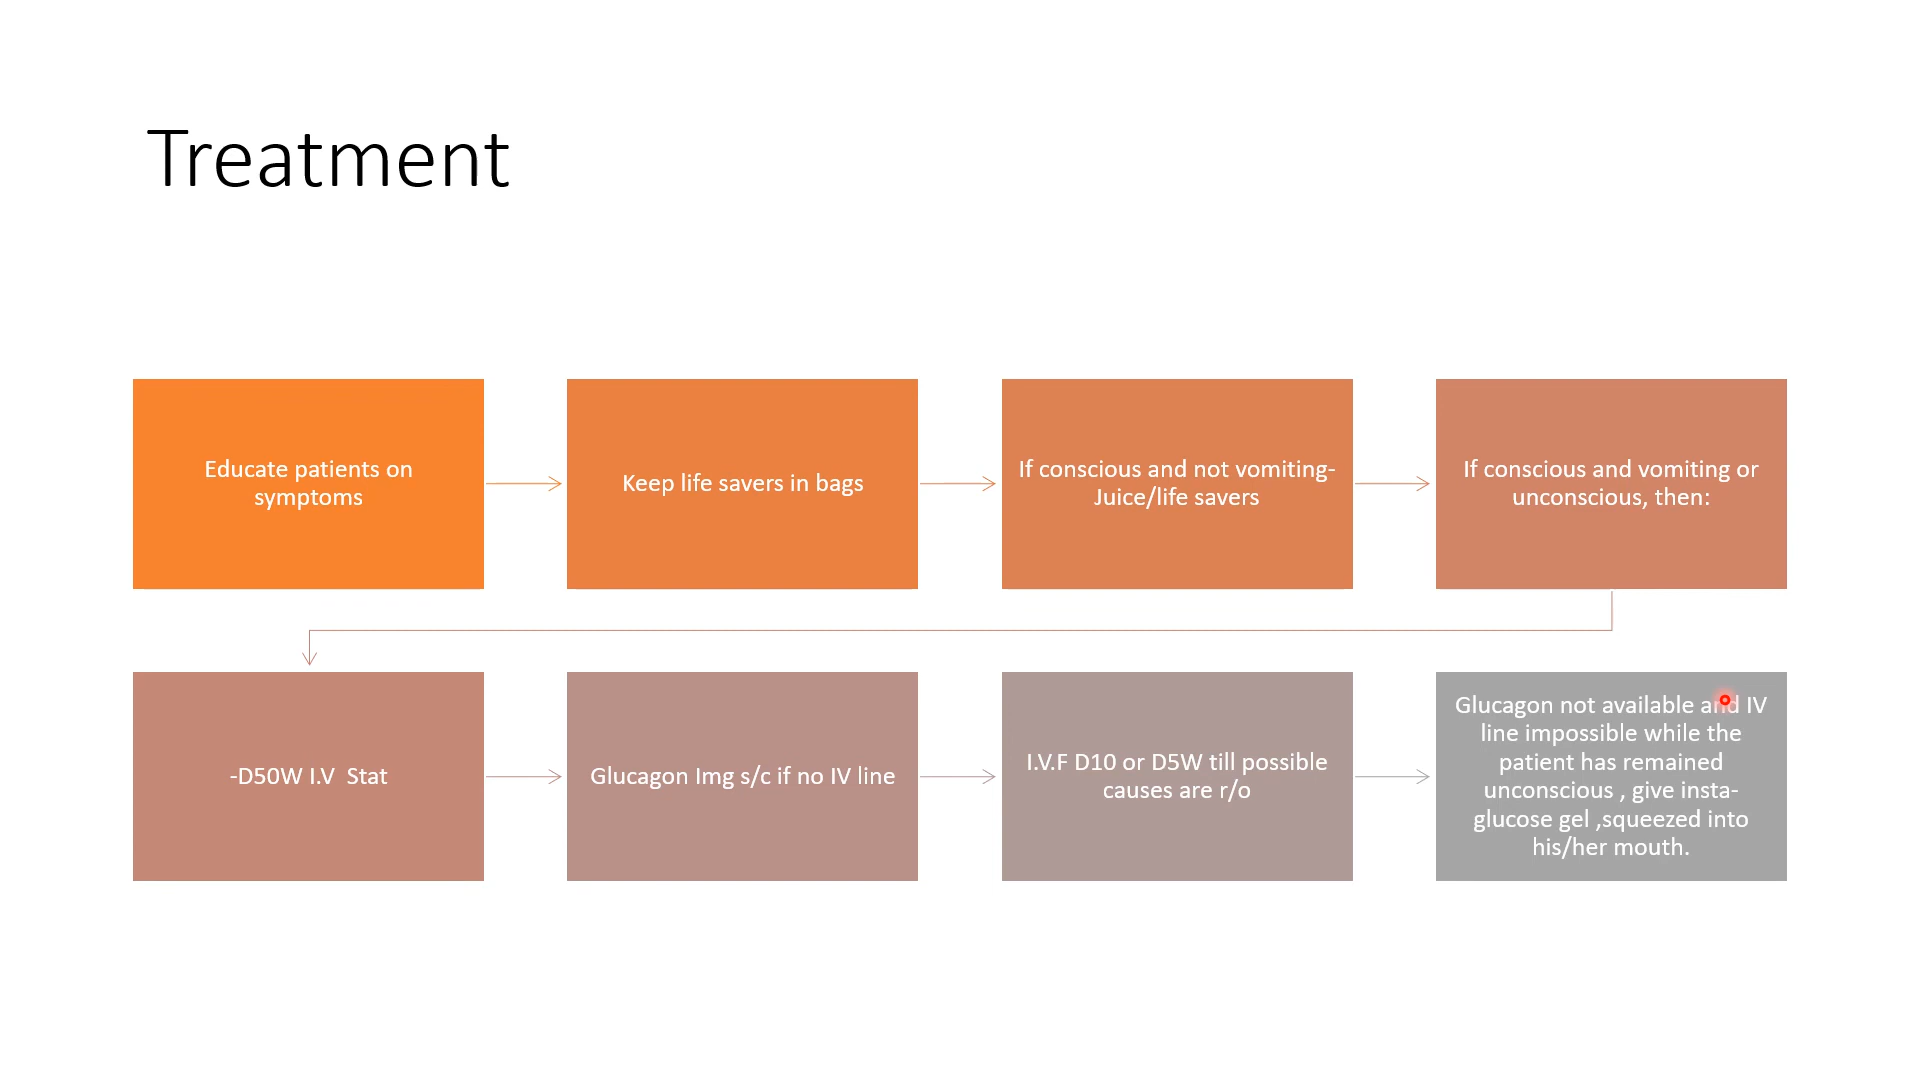 Treatment
Educate patients on
symptoms
Keep life savers in bags
If conscious and not vomiting-
Juice/life savers
If conscious and vomiting or
unconscious, then:
-D50W I.V  Stat
Glucagon Img s/c if no IV line
I.V.F D10 or D5W till possible
causes are r/o
Glucagon not available and IV
line impossible while the
patient has remained
unconscious , give insta-
glucose gel ,squeezed into
his/her mouth.